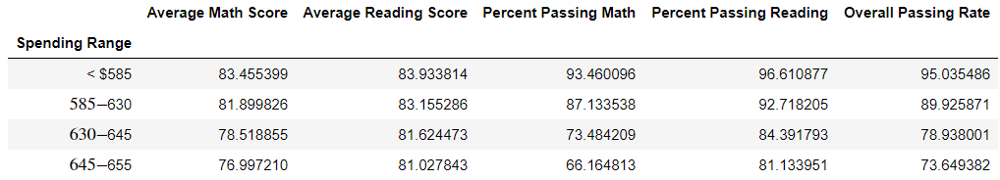 Average Math Score Average Reading Score Percent Passing Math Percent Passing Reading Overall Passing Rate
Spending Range
< $585 83.455399 83.933814 93.460096 96.610877 95.035486
585−630 81.899826 83.155286 87.133538 92.718205 89.925871
630−645 78.518855 81.624473 73.484209 84.391793 78.938001
645−655 76.997210 81.027843 66.164813 81.133951 73.649382